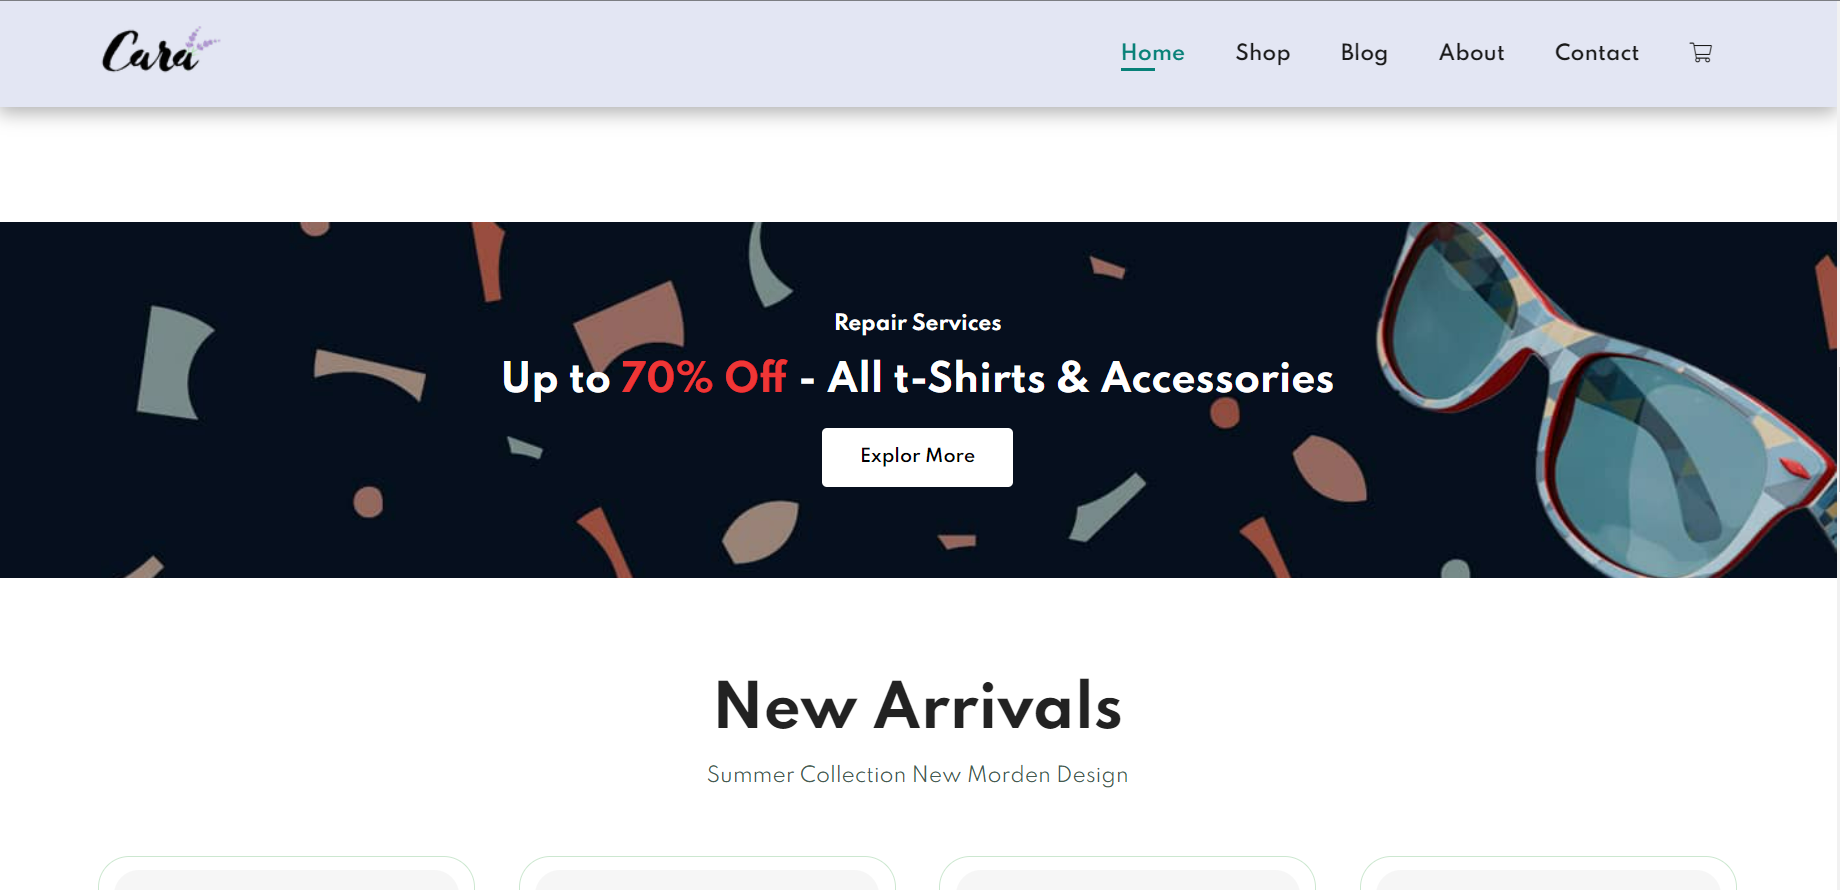 Cara
Home Shop Blog About Contact
Repair Services
Up to 70% Off - All t-Shirts & Accessories
Explor More
New Arrivals
Summer Collection New Morden Design